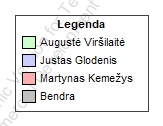 Legenda
Augustė Viršilaitė
Justas Glodenis
Martynas Kemežys
Bendra